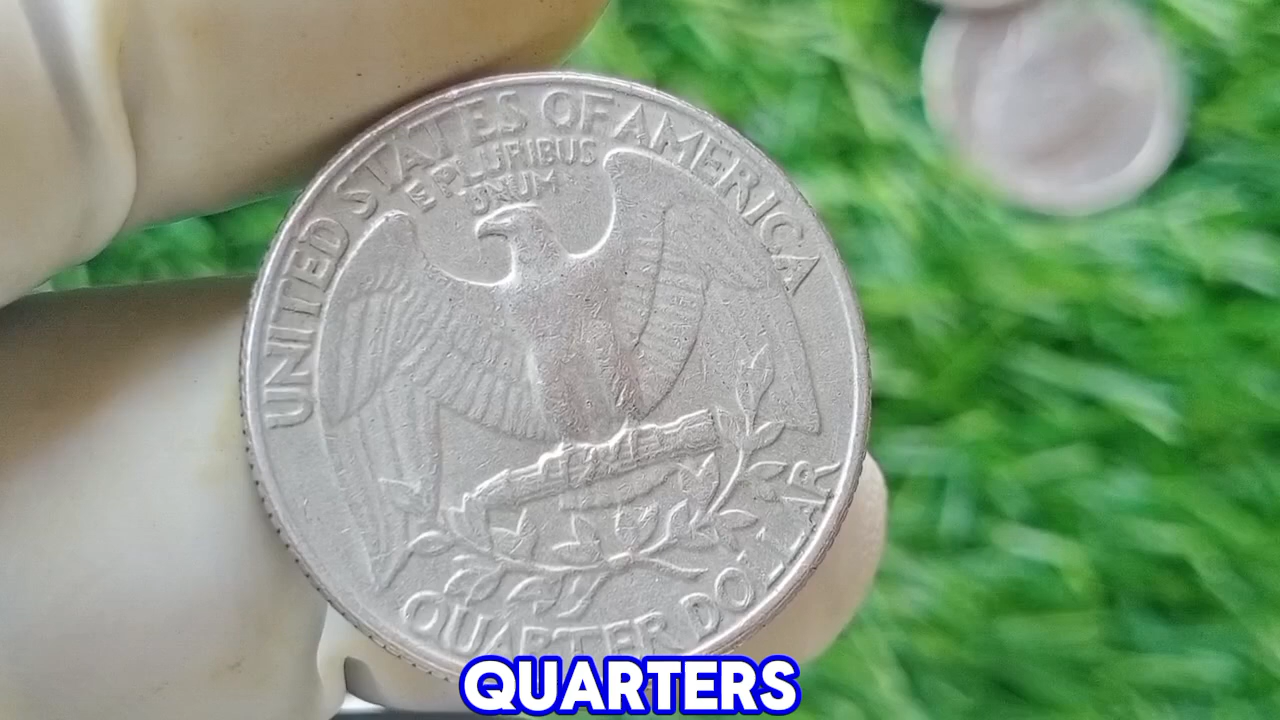 UNITED STATES OF AMERICA
E PLURIBUS
UNUM
QUARTER DOLLAR
QUARTERS